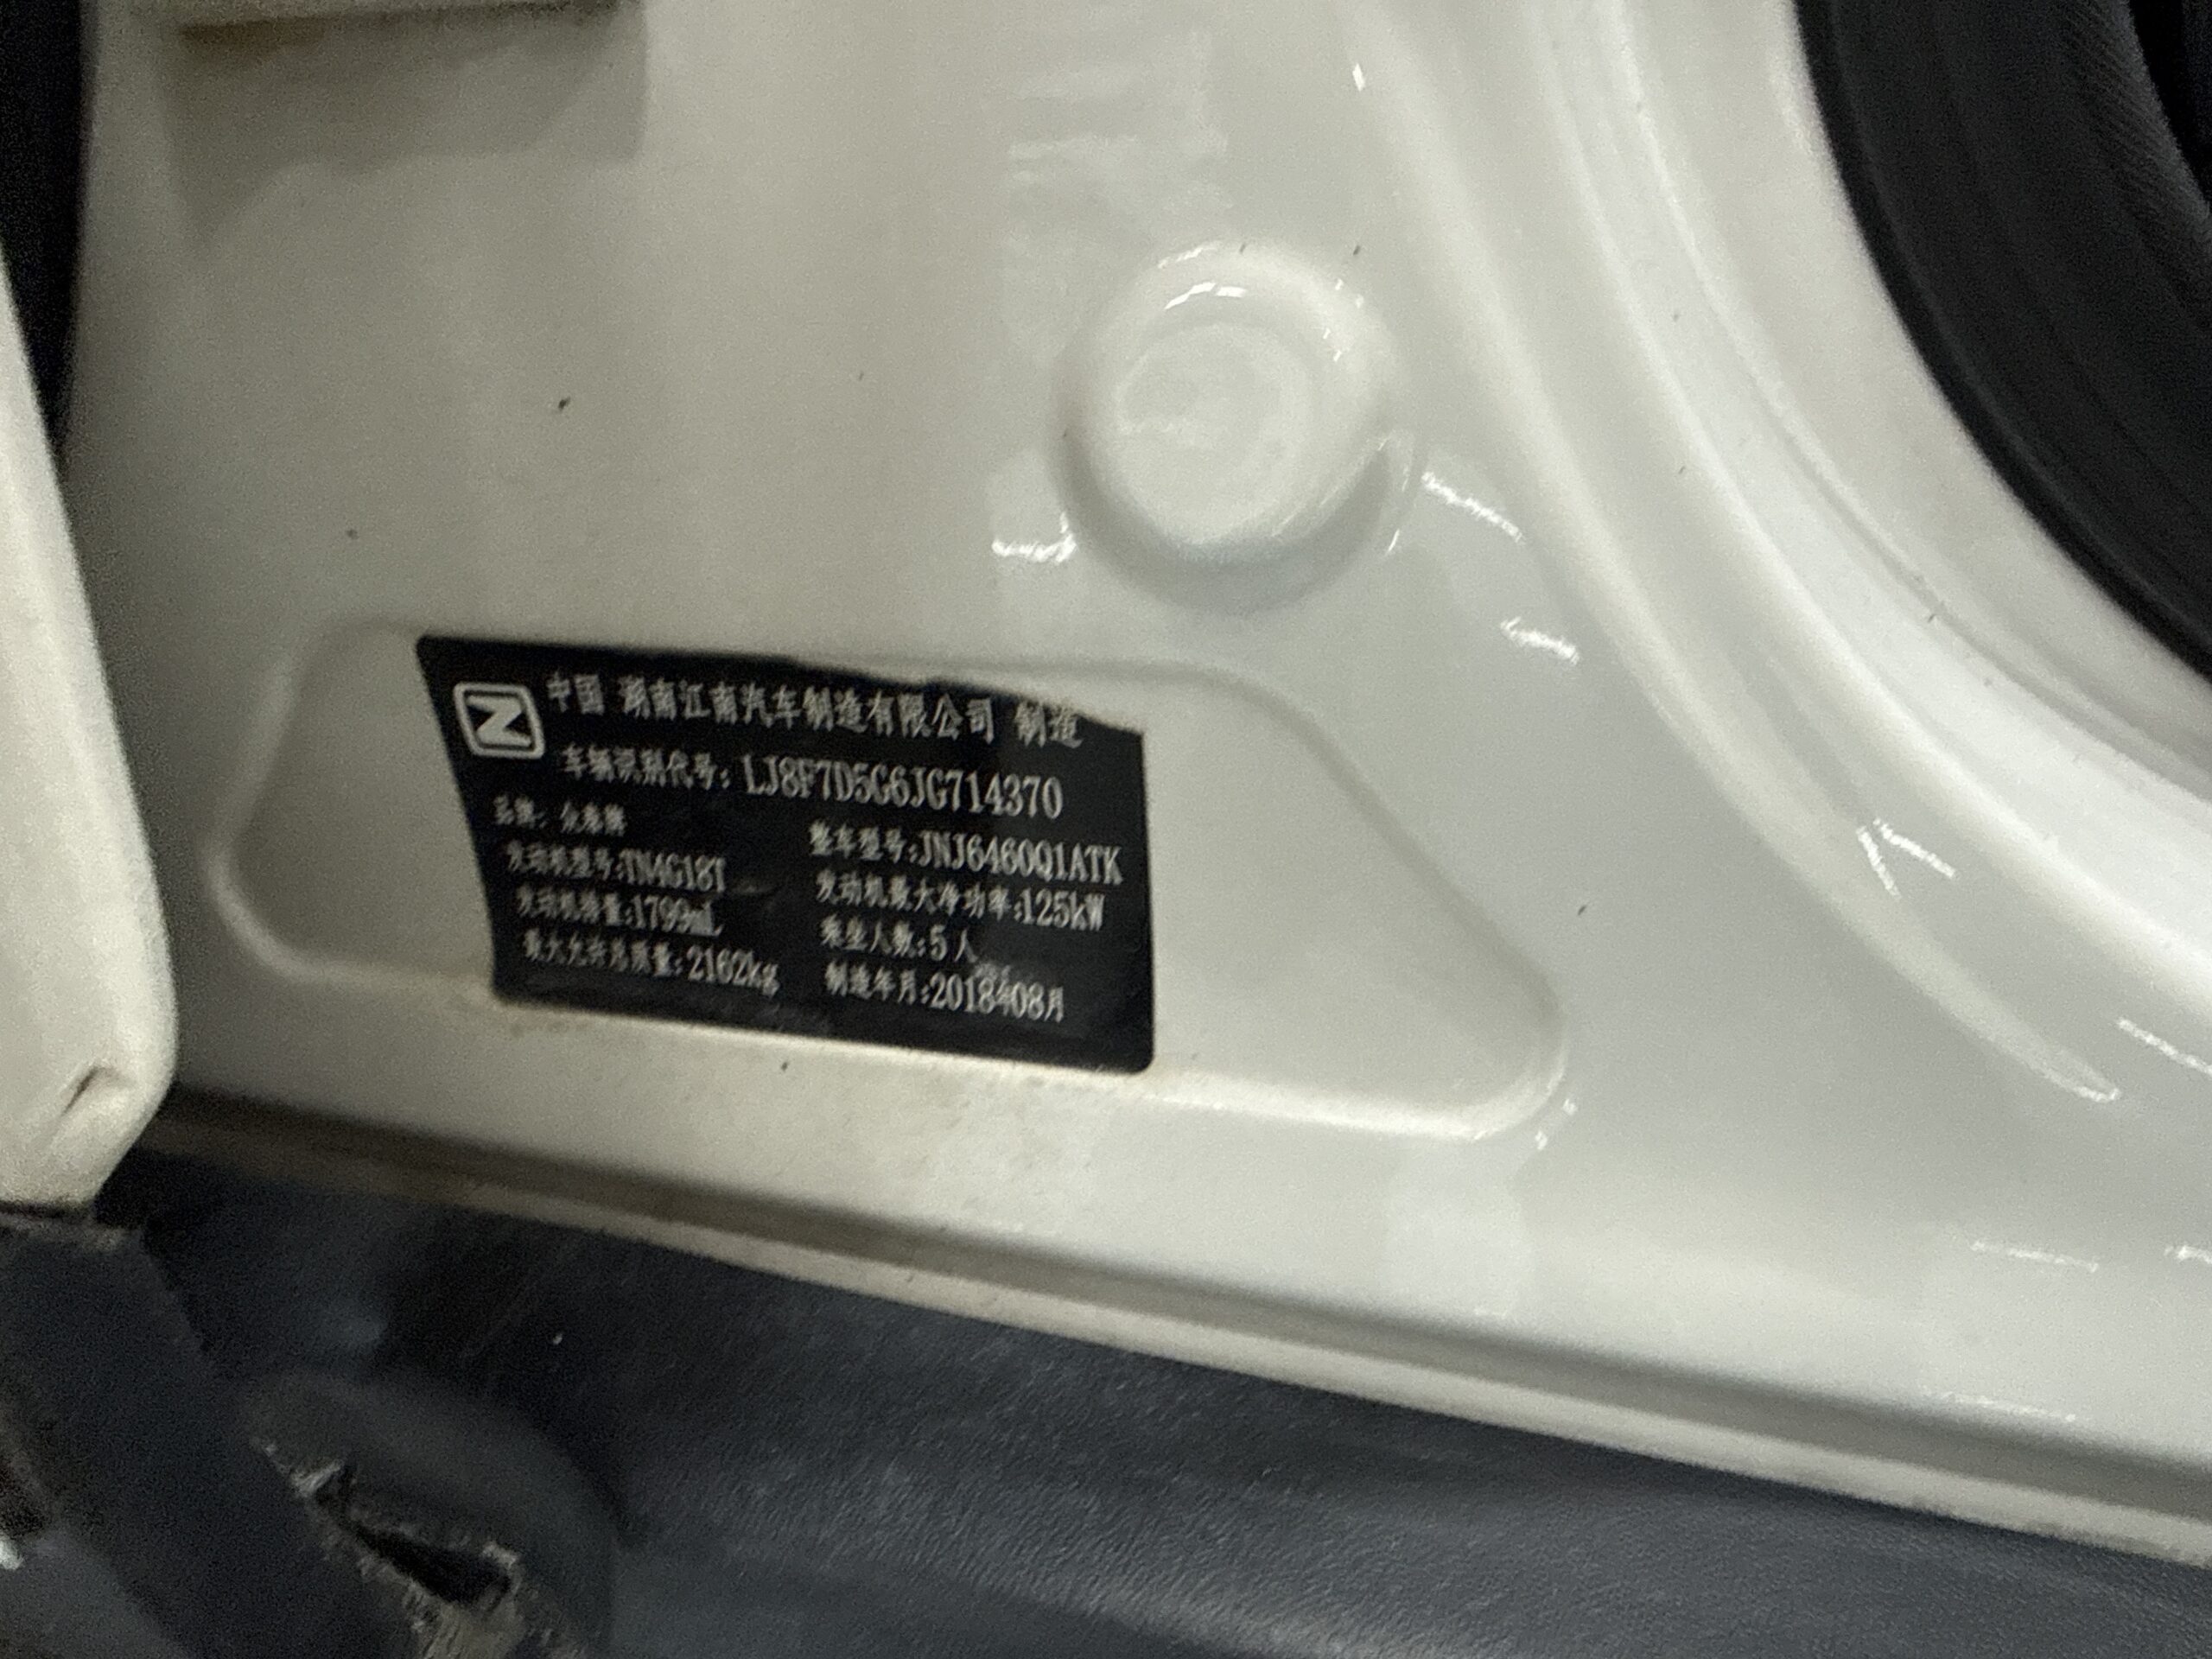 中国 湖南江南汽车制造有限公司 制造
车辆识别代号: LJ8F7D5G6JG714370
品牌: 众泰牌
整车型号:JNJ6460Q1ATK
发动机型号:TN4G18T
发动机最大净功率:125kW
发动机排量:1799mL
乘坐人数:5人
最大允许总质量:2162kg
制造年月:2018年08月